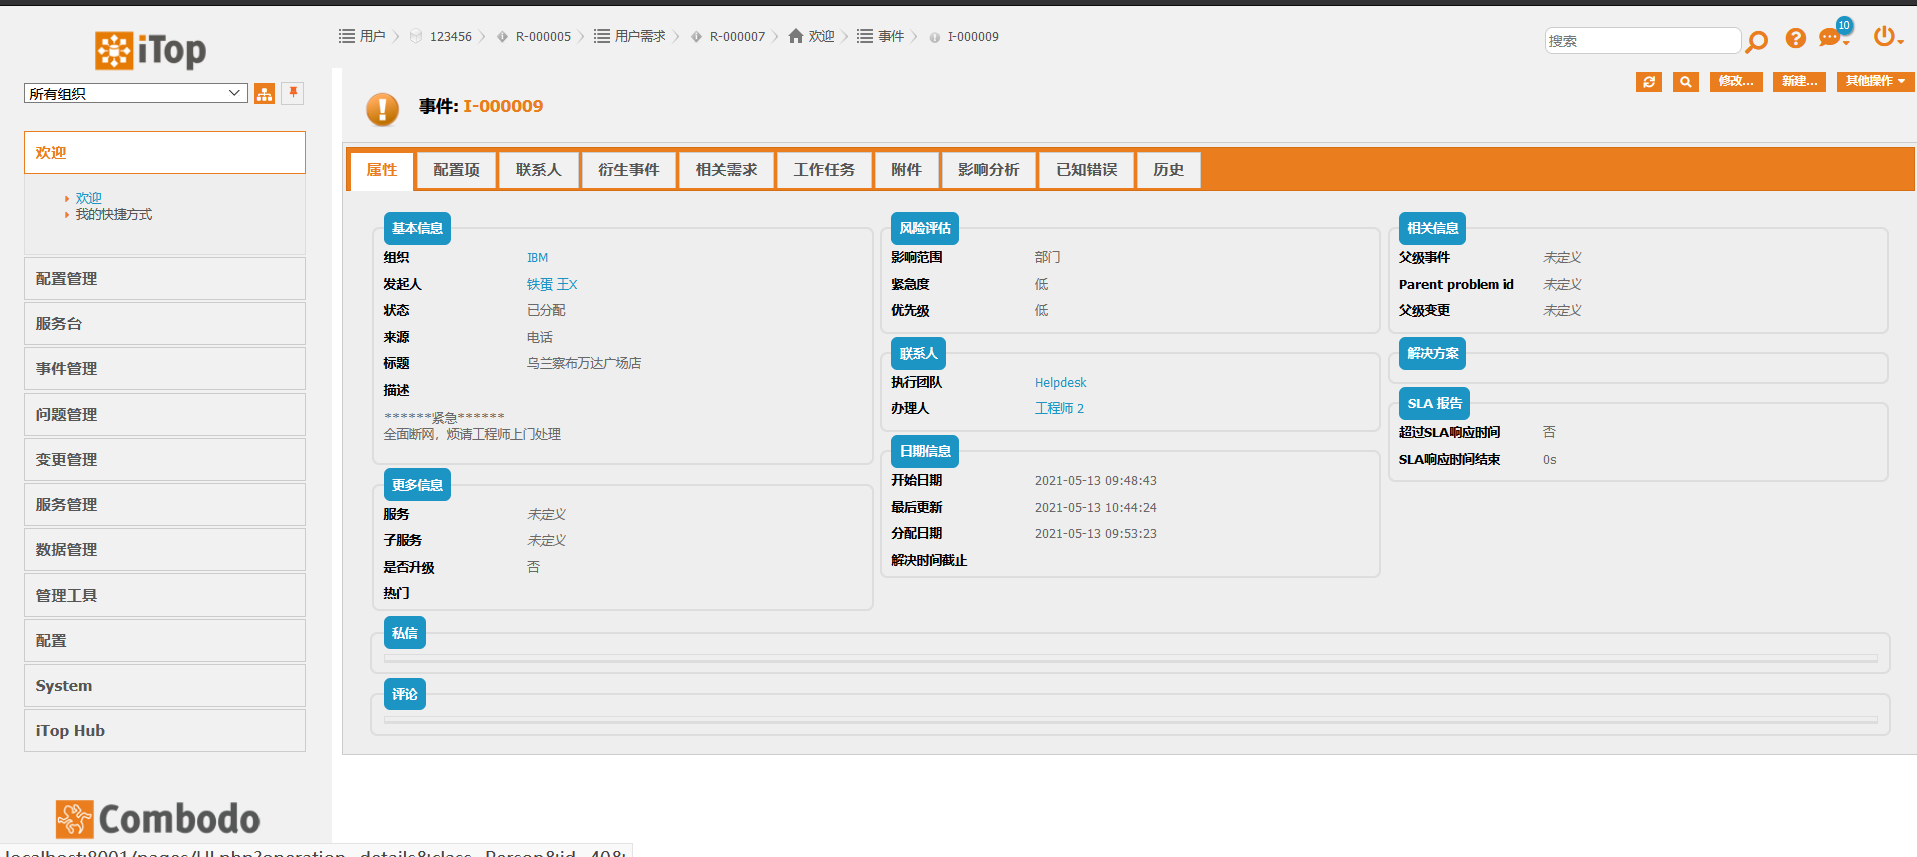 iTop
用户
123456
R-000005
用户需求
R-000007
欢迎
事件
I-000009
搜索
10
所有组织
修改...
新建...
其他操作
事件: I-000009
欢迎
欢迎
我的快捷方式
配置管理
服务台
事件管理
问题管理
变更管理
服务管理
数据管理
管理工具
配置
System
iTop Hub
Combodo
属性
配置项
联系人
衍生事件
相关需求
工作任务
附件
影响分析
已知错误
历史
基本信息
组织 IBM
发起人 铁蛋 王X
状态 已分配
来源 电话
标题 乌兰察布万达广场店
描述
******紧急******
全面断网，烦请工程师上门处理
更多信息
服务 未定义
子服务 未定义
是否升级 否
热门
风险评估
影响范围 部门
紧急度 低
优先级 低
联系人
执行团队 Helpdesk
办理人 工程师 2
日期信息
开始日期 2021-05-13 09:48:43
最后更新 2021-05-13 10:44:24
分配日期 2021-05-13 09:53:23
解决时间截止
相关信息
父级事件 未定义
Parent problem id 未定义
父级变更 未定义
解决方案
SLA 报告
超过SLA响应时间 否
SLA响应时间结束 0s
私信
评论